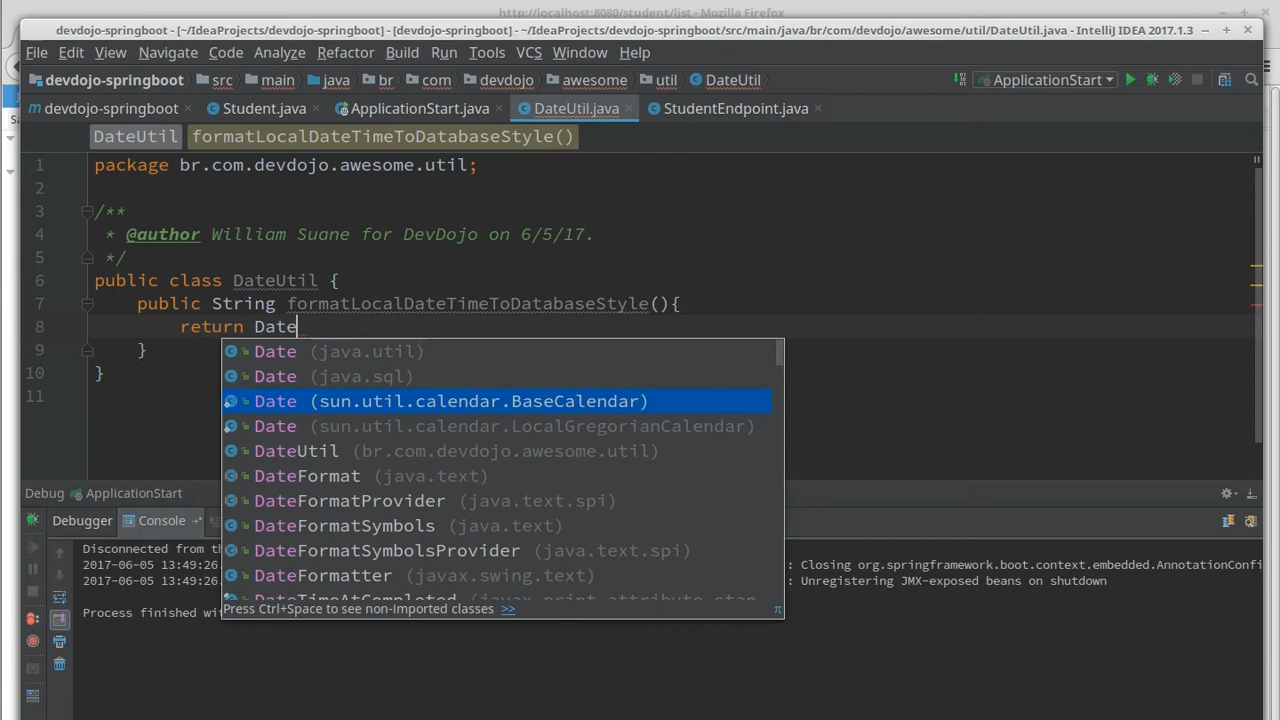 http://localhost:8080/student/list - Mozilla Firefox
devdojo-springboot - [~/IdeaProjects/devdojo-springboot] - [devdojo-springboot] - ~/IdeaProjects/devdojo-springboot/src/main/java/br/com/devdojo/awesome/util/DateUtil.java - IntelliJ IDEA 2017.1.3
File Edit View Navigate Code Analyze Refactor Build Run Tools VCS Window Help
devdojo-springboot src main java br com devdojo awesome util DateUtil ApplicationStart
devdojo-springboot Student.java ApplicationStart.java DateUtil.java StudentEndpoint.java
DateUtil formatLocalDateTimeToDatabaseStyle()
1 package br.com.devdojo.awesome.util;
2
3 /**
4 * @author William Suane for DevDojo on 6/5/17.
5 */
6 public class DateUtil {
7 public String formatLocalDateTimeToDatabaseStyle(){
8 return Date
9 }
10 }
11
Date (java.util)
Date (java.sql)
Date (sun.util.calendar.BaseCalendar)
Date (sun.util.calendar.LocalGregorianCalendar)
DateUtil (br.com.devdojo.awesome.util)
DateFormat (java.text)
DateFormatProvider (java.text.spi)
DateFormatSymbols (java.text)
DateFormatSymbolsProvider (java.text.spi)
DateFormatter (javax.swing.text)
DateTimeAtCompleted (javax.print.attribute.stan
Press Ctrl+Space to see non-imported classes >> π
Debug ApplicationStart
Debugger Console
Disconnected from th
2017-06-05 13:49:26. : Closing org.springframework.boot.context.embedded.AnnotationConfi
2017-06-05 13:49:26. : Unregistering JMX-exposed beans on shutdown
Process finished wi